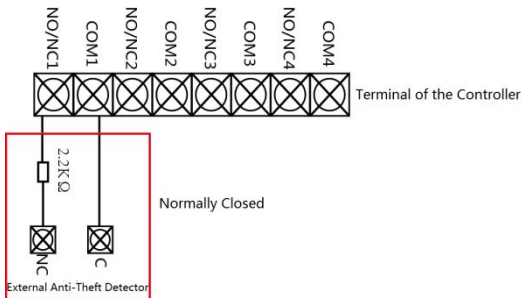 NO/NC1
COM1
NO/NC2
COM2
NO/NC3
COM3
NO/NC4
COM4
Terminal of the Controller
2.2KΩ
Normally Closed
NC
C
External Anti-Theft Detector